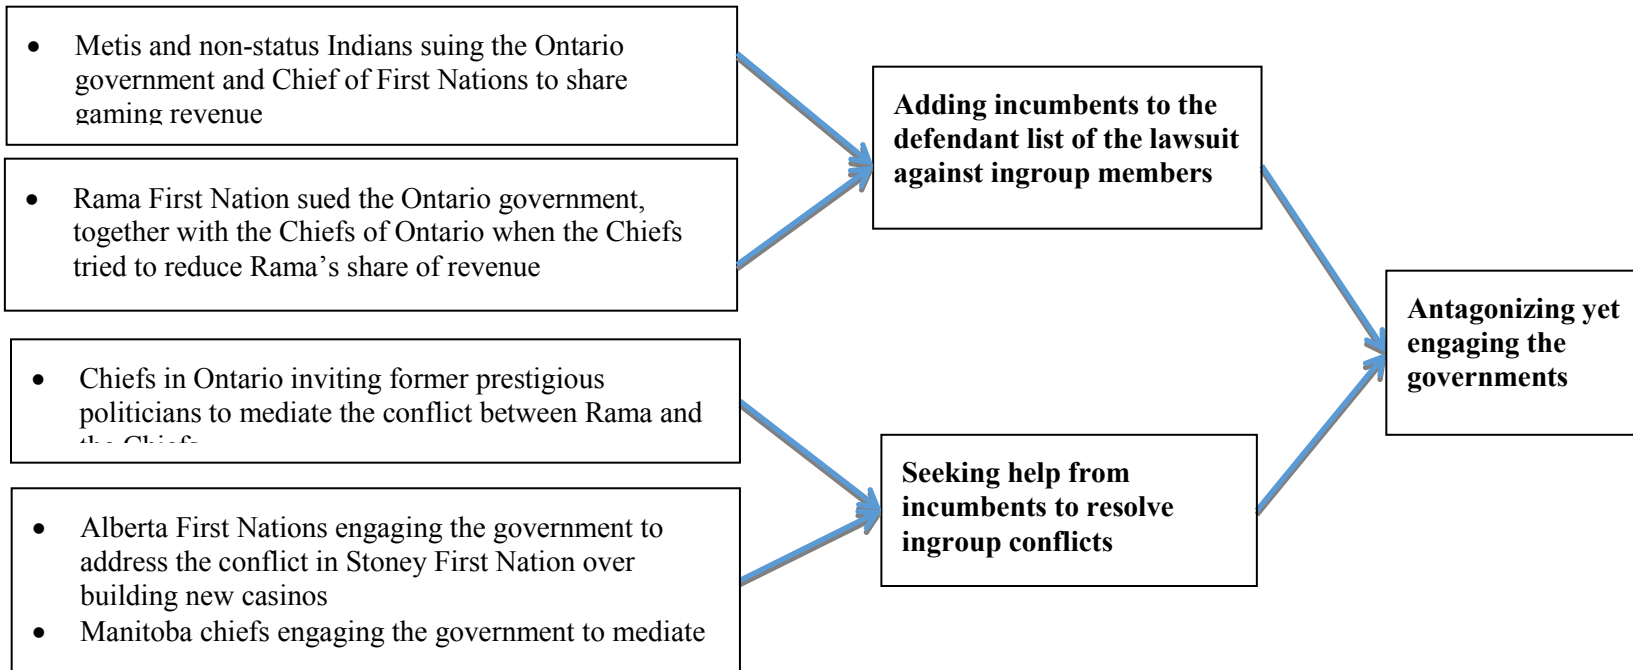 • Metis and non-status Indians suing the Ontario
government and Chief of First Nations to share
gaming revenue
• Rama First Nation sued the Ontario government,
together with the Chiefs of Ontario when the Chiefs
tried to reduce Rama’s share of revenue
• Chiefs in Ontario inviting former prestigious
politicians to mediate the conflict between Rama and
the Chiefs
• Alberta First Nations engaging the government to
address the conflict in Stoney First Nation over
building new casinos
• Manitoba chiefs engaging the government to mediate
Adding incumbents to the
defendant list of the lawsuit
against ingroup members
Seeking help from
incumbents to resolve
ingroup conflicts
Antagonizing yet
engaging the
governments